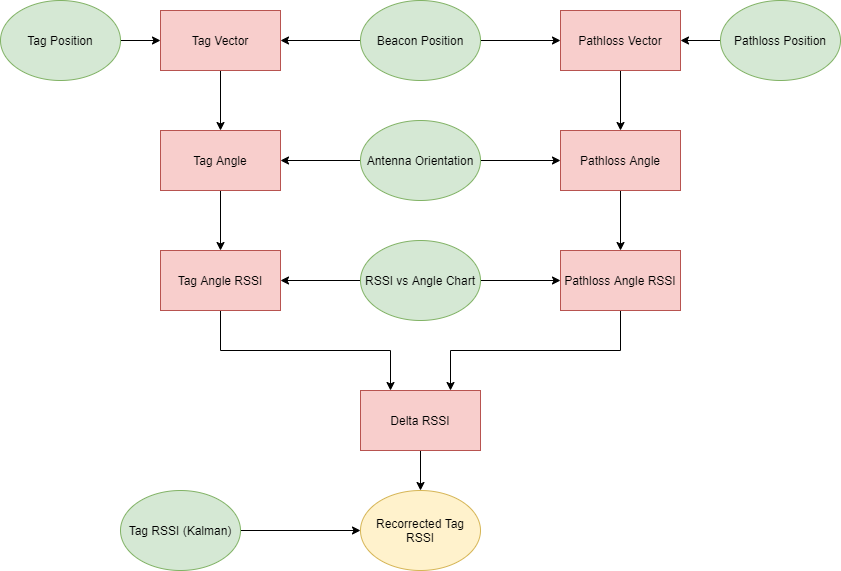 Tag Position
Tag Vector
Beacon Position
Pathloss Vector
Pathloss Position
Tag Angle
Antenna Orientation
Pathloss Angle
Tag Angle RSSI
RSSI vs Angle Chart
Pathloss Angle RSSI
Delta RSSI
Tag RSSI (Kalman)
Recorrected Tag
RSSI